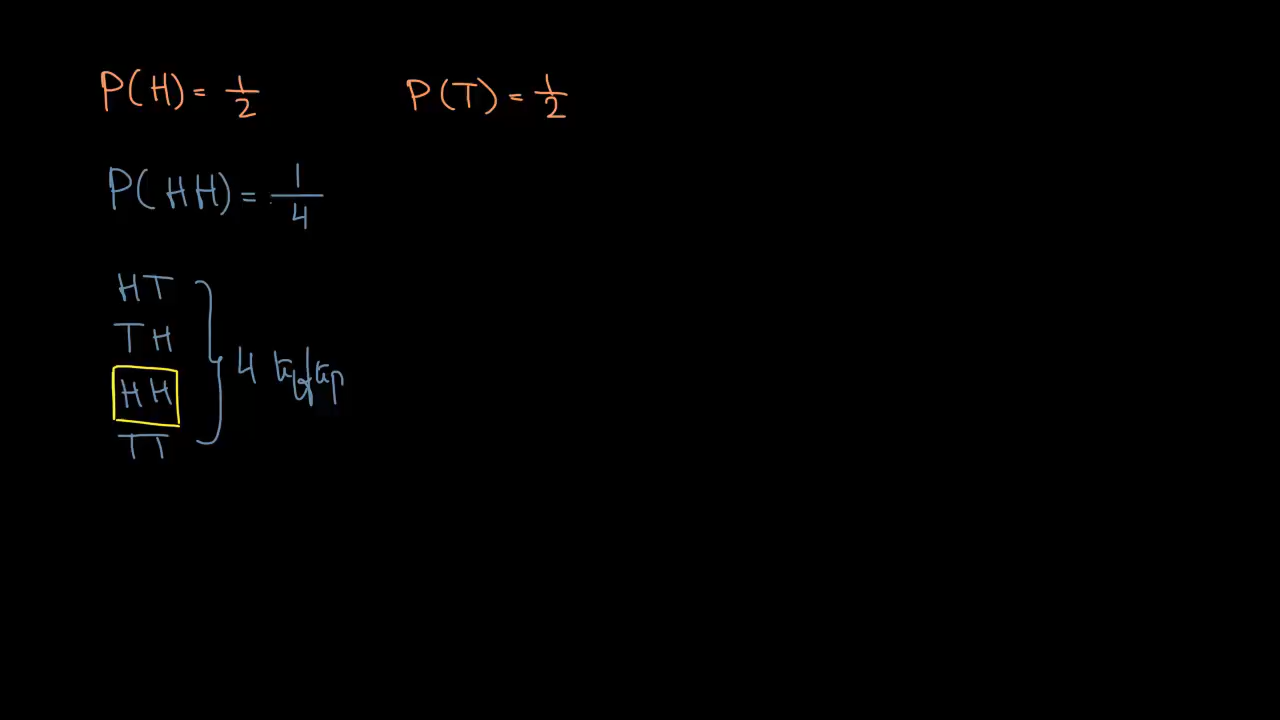 P(H) = 1/2 P(T) = 1/2
P(HH) = 1/4
HT
TH
HH
TT
4